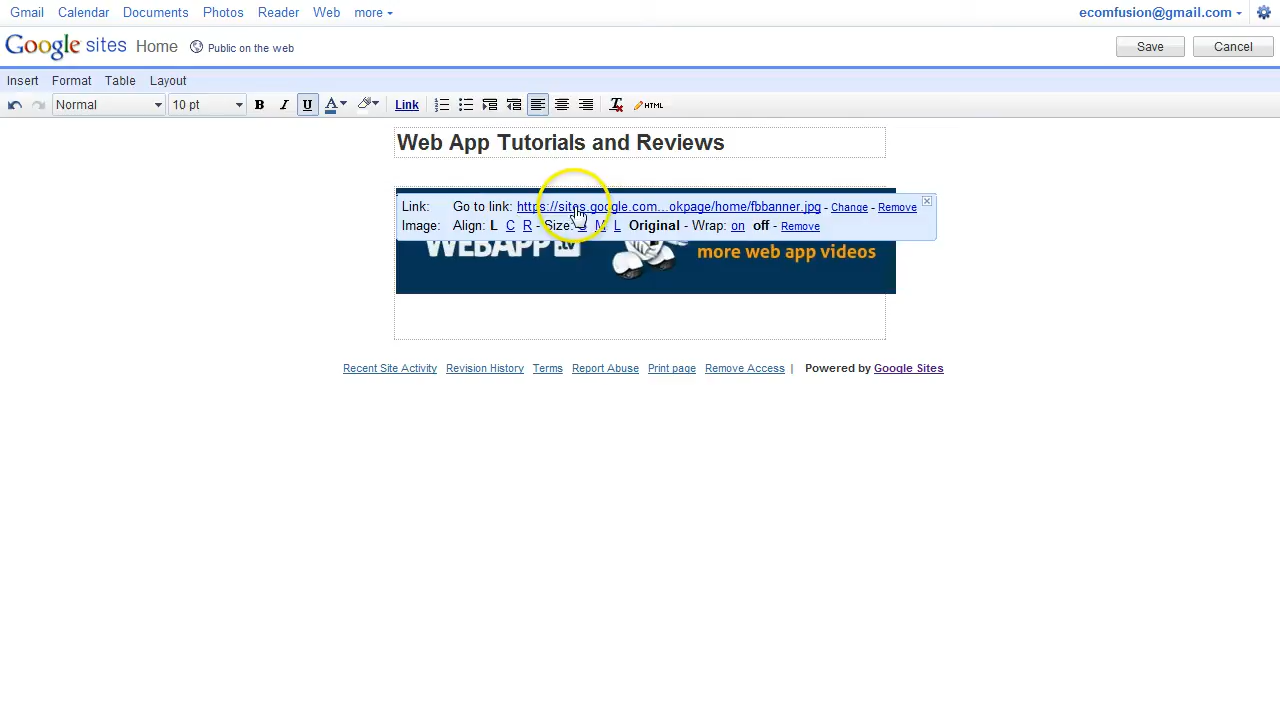 Gmail Calendar Documents Photos Reader Web more ecomfusion@gmail.com
Google sites Home Public on the web Save Cancel
Insert Format Table Layout
Normal 10 pt B I U A Link HTML
Web App Tutorials and Reviews
Link: Go to link: https://sites.google.com...okpage/home/fbbanner.jpg - Change - Remove
Image: Align: L C R - Size: S M L Original - Wrap: on off - Remove
WEBAPP.tv more web app videos
Recent Site Activity Revision History Terms Report Abuse Print page Remove Access | Powered by Google Sites